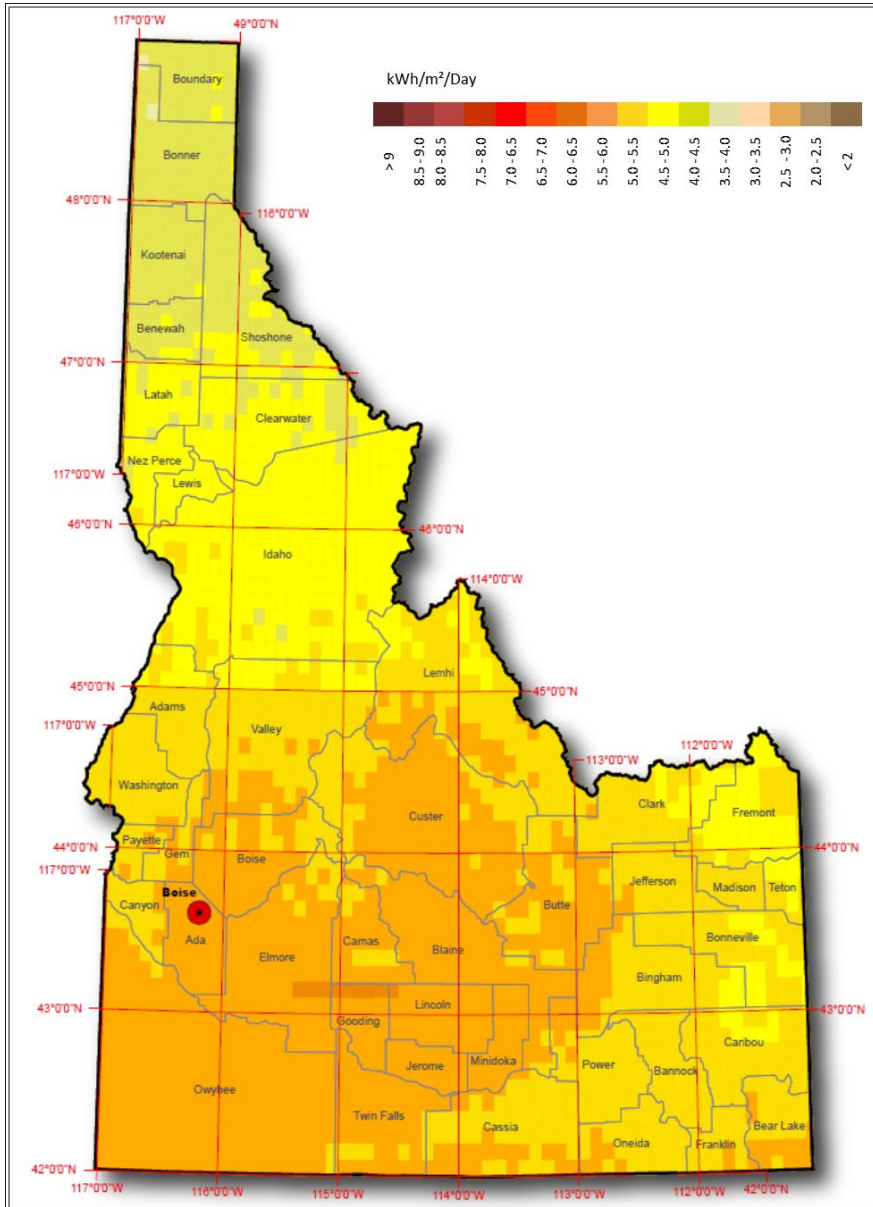 117°0'0"W
49°0'0"N
kWh/m²/Day
> 9
8.5 - 9.0
8.0 - 8.5
7.5 - 8.0
7.0 - 6.5
6.5 - 7.0
6.0 - 6.5
5.5 - 6.0
5.0 - 5.5
4.5 - 5.0
4.0 - 4.5
3.5 - 4.0
3.0 - 3.5
2.5 - 3.0
2.0 - 2.5
< 2
Boundary
Bonner
48°0'0"N
116°0'0"W
Kootenai
Benewah
Shoshone
47°0'0"N
Latah
Clearwater
Nez Perce
117°0'0"W
Lewis
46°0'0"N
46°0'0"N
Idaho
114°0'0"W
Lemhi
45°0'0"N
45°0'0"N
Adams
117°0'0"W
Valley
112°0'0"W
113°0'0"W
Washington
Clark
Fremont
Custer
Payette
44°0'0"N
44°0'0"N
Gem
Boise
117°0'0"W
Jefferson
Madison
Teton
Boise
Canyon
Butte
Ada
Camas
Bonneville
Elmore
Blaine
Bingham
43°0'0"N
Lincoln
43°0'0"N
Gooding
Caribou
Jerome
Minidoka
Power
Bannock
Owyhee
Twin Falls
Cassia
Bear Lake
Oneida
Franklin
42°0'0"N
117°0'0"W
116°0'0"W
115°0'0"W
114°0'0"W
113°0'0"W
112°0'0"W
42°0'0"N